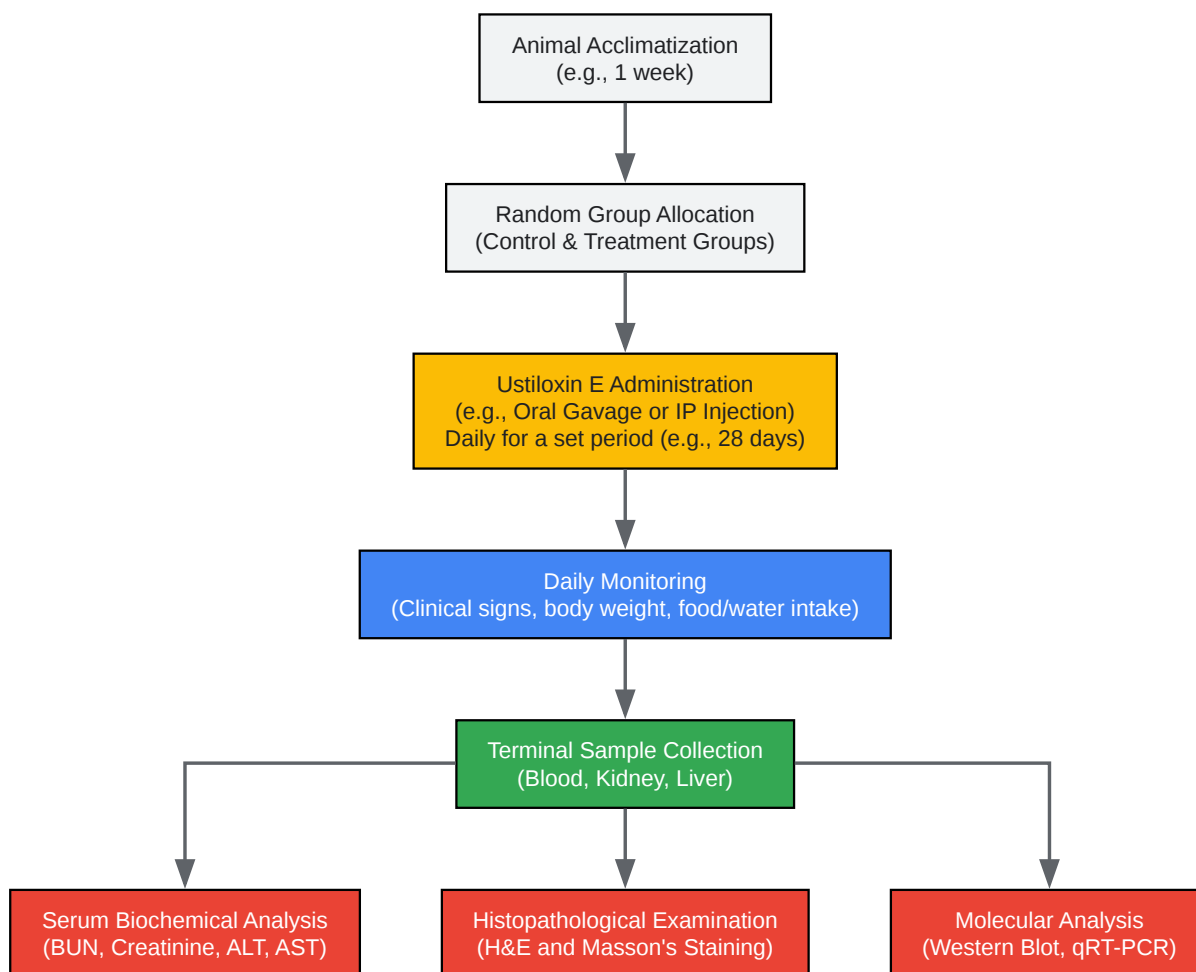 Animal Acclimatization
(e.g., 1 week)
Random Group Allocation
(Control & Treatment Groups)
Ustiloxin E Administration
(e.g., Oral Gavage or IP Injection)
Daily for a set period (e.g., 28 days)
Daily Monitoring
(Clinical signs, body weight, food/water intake)
Terminal Sample Collection
(Blood, Kidney, Liver)
Serum Biochemical Analysis
(BUN, Creatinine, ALT, AST)
Histopathological Examination
(H&E and Masson's Staining)
Molecular Analysis
(Western Blot, qRT-PCR)